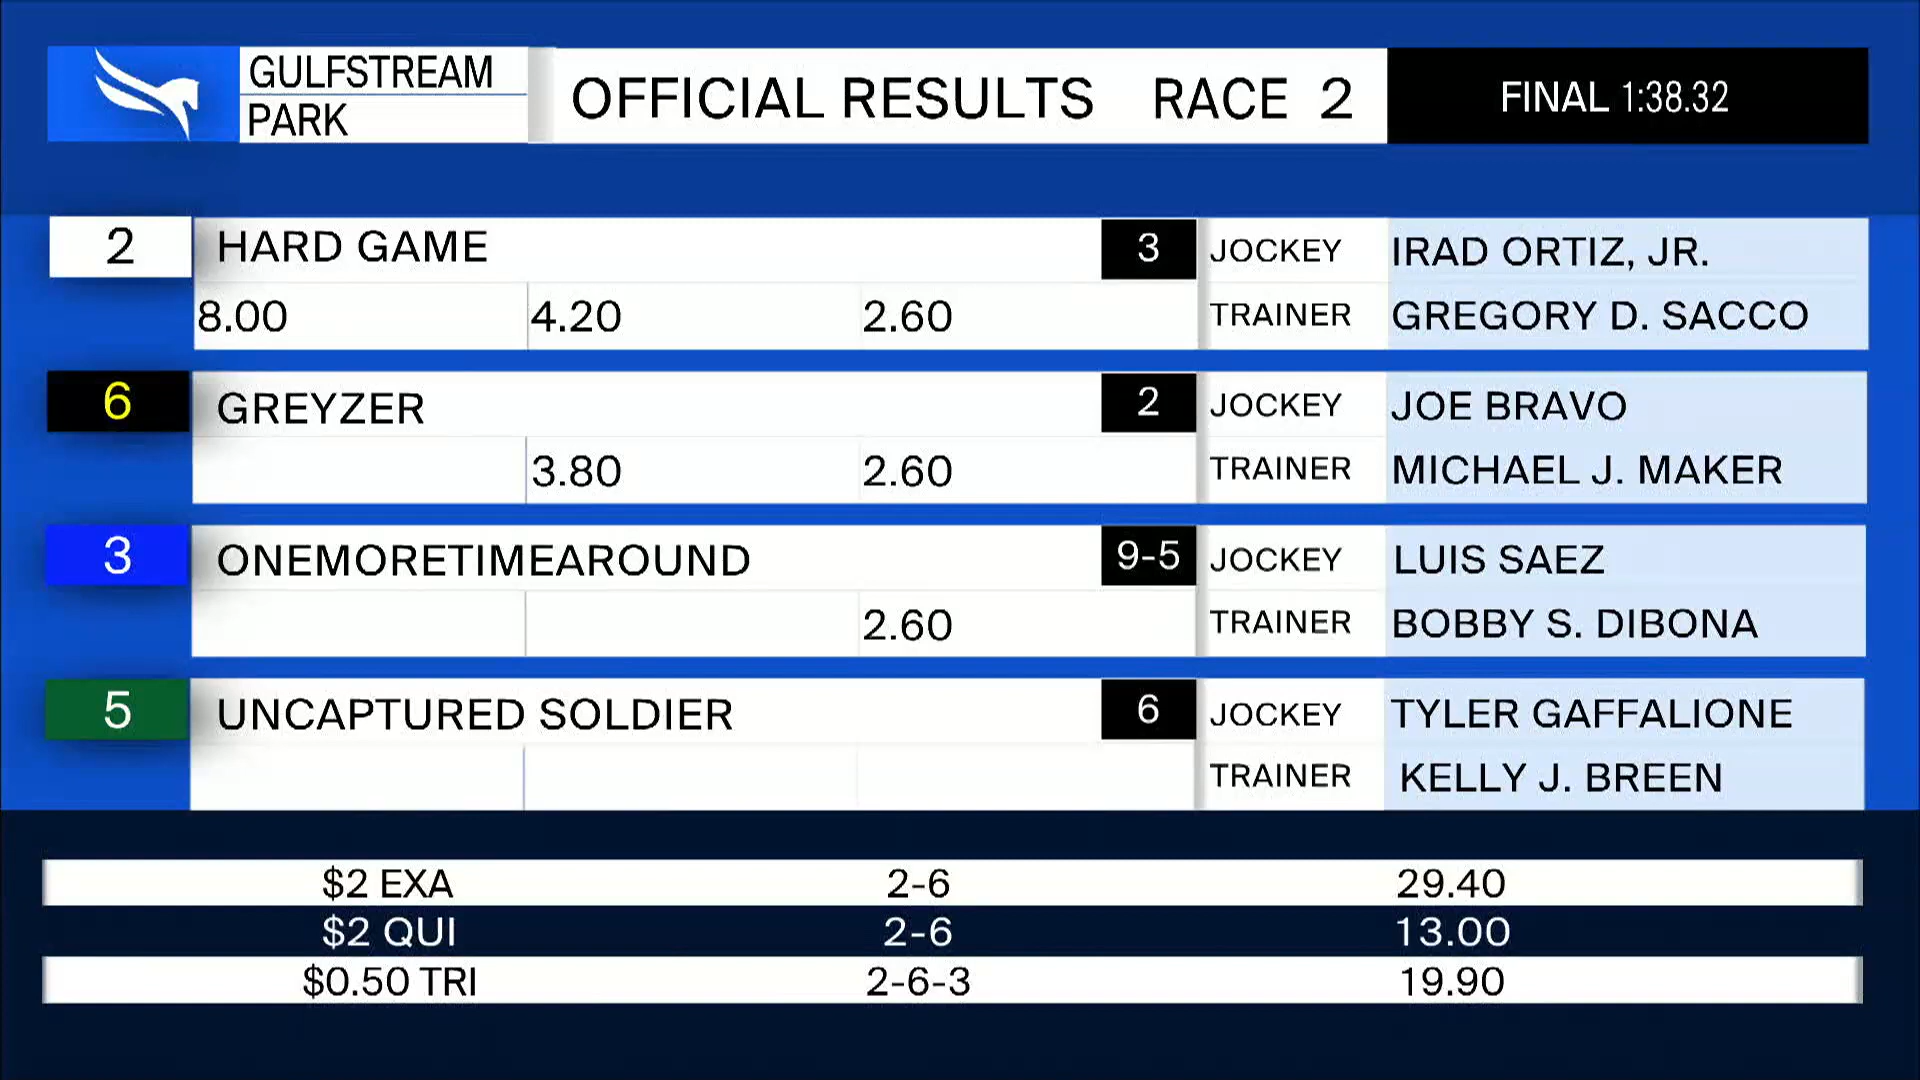 GULFSTREAM
PARK
OFFICIAL RESULTS RACE 2
FINAL 1:38.32
2 HARD GAME 3 JOCKEY IRAD ORTIZ, JR.
8.00 4.20 2.60 TRAINER GREGORY D. SACCO
6 GREYZER 2 JOCKEY JOE BRAVO
3.80 2.60 TRAINER MICHAEL J. MAKER
3 ONEMORETIMEAROUND 9-5 JOCKEY LUIS SAEZ
2.60 TRAINER BOBBY S. DIBONA
5 UNCAPTURED SOLDIER 6 JOCKEY TYLER GAFFALIONE
TRAINER KELLY J. BREEN
$2 EXA 2-6 29.40
$2 QUI 2-6 13.00
$0.50 TRI 2-6-3 19.90